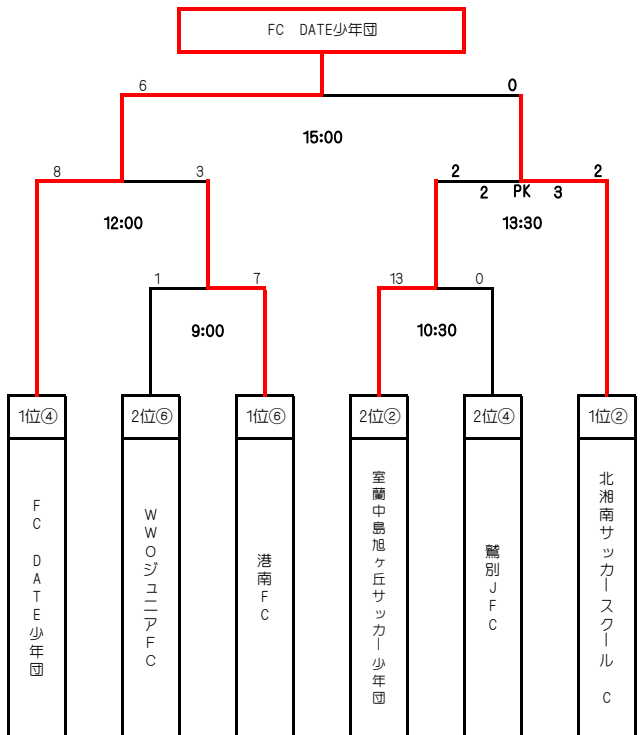 FC DATE少年団
6
0
15:00
8
3
2
2
2 PK 3
12:00
13:30
1
7
13
0
9:00
10:30
1位④
2位⑥
1位⑥
2位②
2位④
1位②
FC DATE少年団
WWOジュニアFC
港南FC
室蘭中島旭ヶ丘サッカー少年団
鷲別JFC
北湘南サッカースクール C